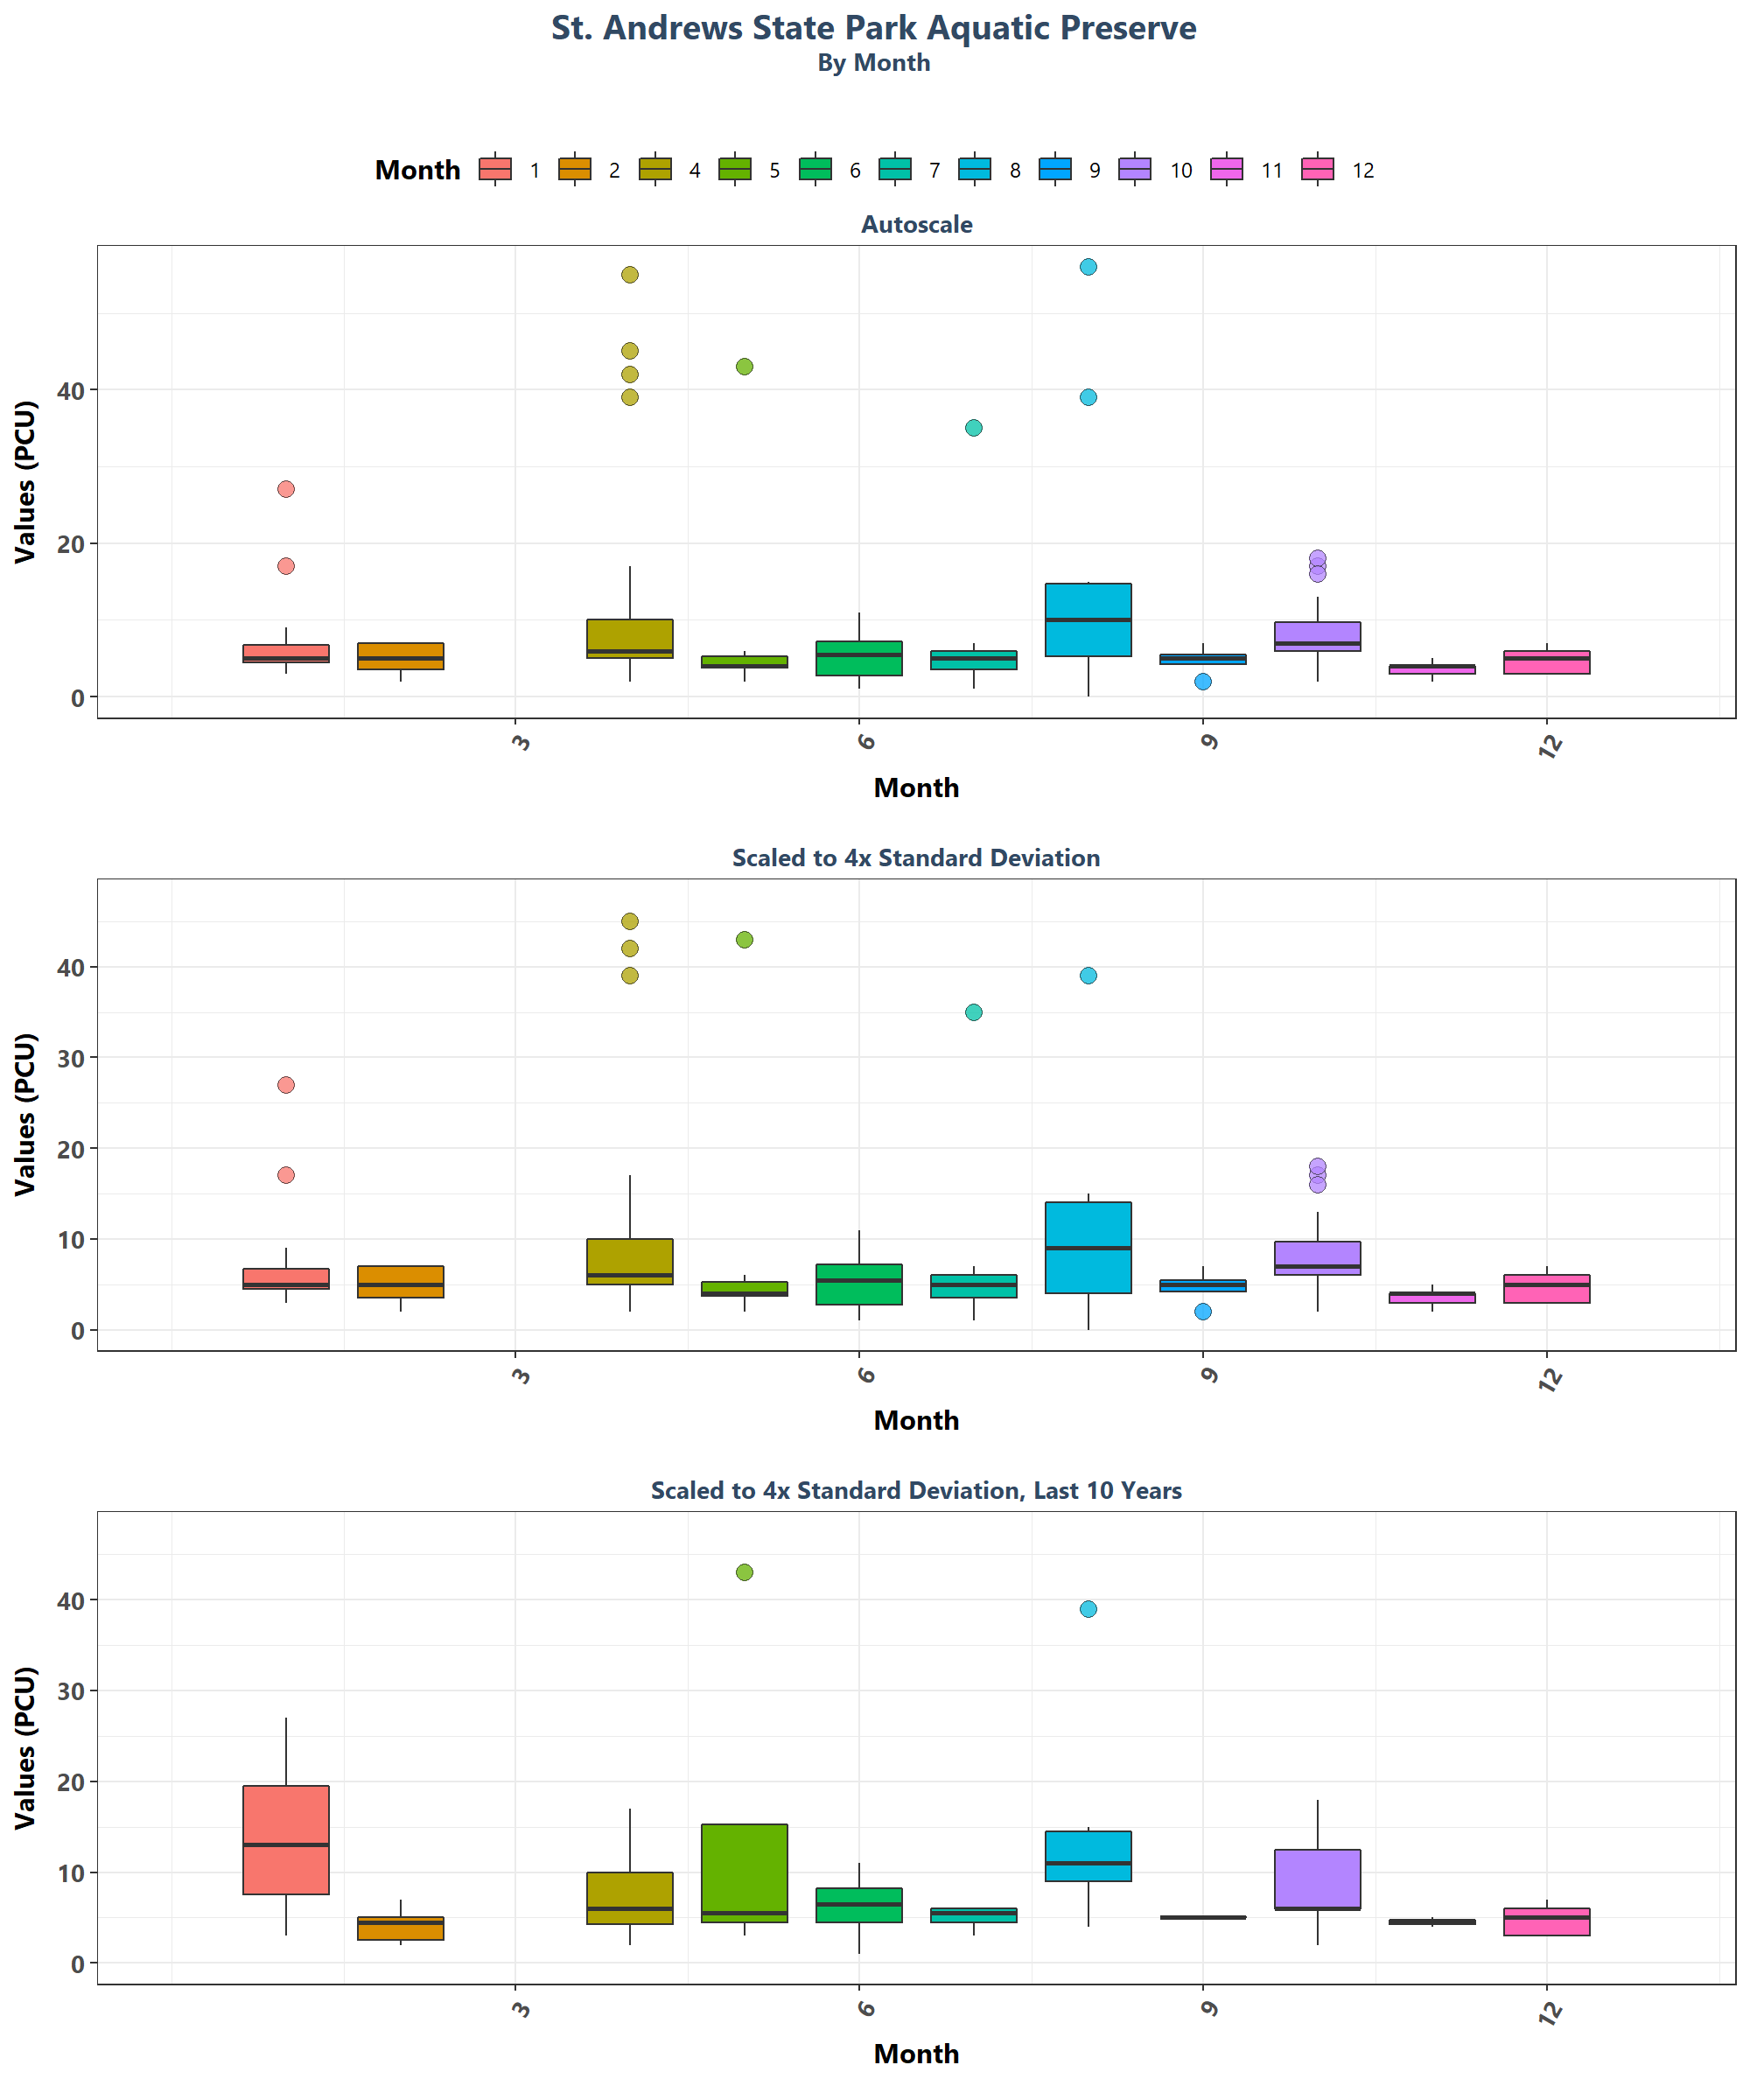 St. Andrews State Park Aquatic Preserve
By Month
Month 1 2 4 5 6 7 8 9 10 11 12
Autoscale
Values (PCU)
40
20
0
3 6 9 12
Month
Scaled to 4x Standard Deviation
Values (PCU)
40
30
20
10
0
3 6 9 12
Month
Scaled to 4x Standard Deviation, Last 10 Years
Values (PCU)
40
30
20
10
0
3 6 9 12
Month